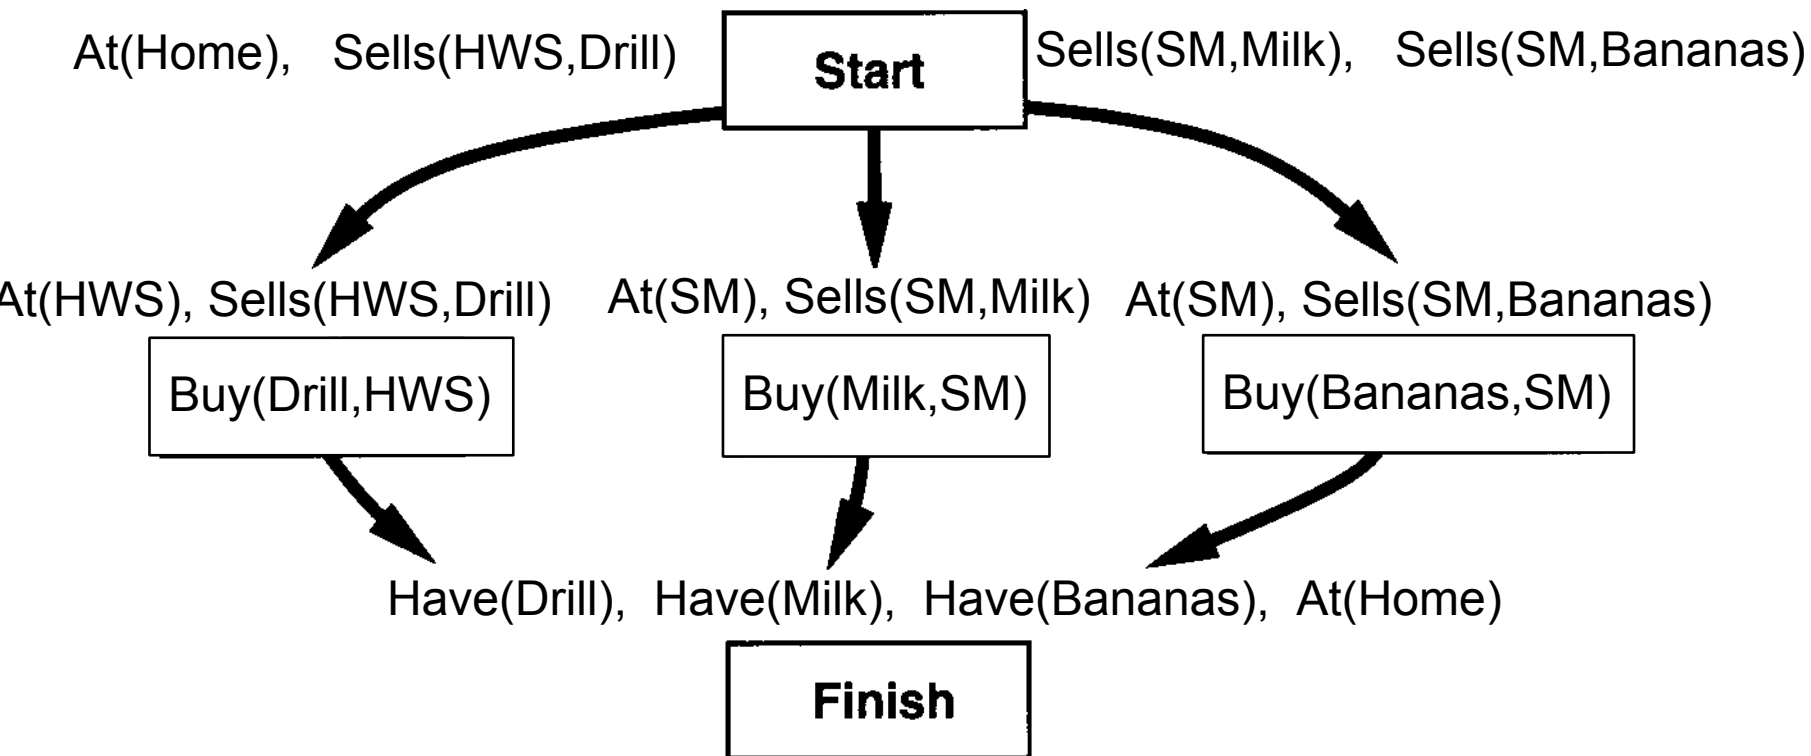 At(Home), Sells(HWS,Drill) Start Sells(SM,Milk), Sells(SM,Bananas)
At(HWS), Sells(HWS,Drill) At(SM), Sells(SM,Milk) At(SM), Sells(SM,Bananas)
Buy(Drill,HWS) Buy(Milk,SM) Buy(Bananas,SM)
Have(Drill), Have(Milk), Have(Bananas), At(Home)
Finish